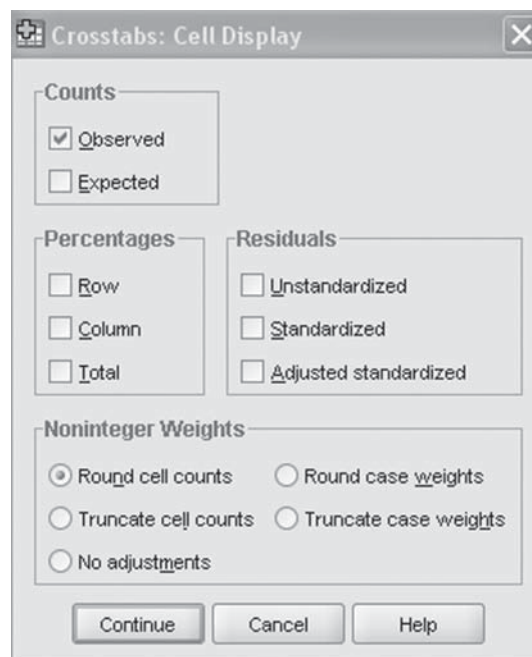 Crosstabs: Cell Display
Counts
Observed
Expected
Percentages
Row
Column
Total
Residuals
Unstandardized
Standardized
Adjusted standardized
Noninteger Weights
Round cell counts Round case weights
Truncate cell counts Truncate case weights
No adjustments
Continue Cancel Help